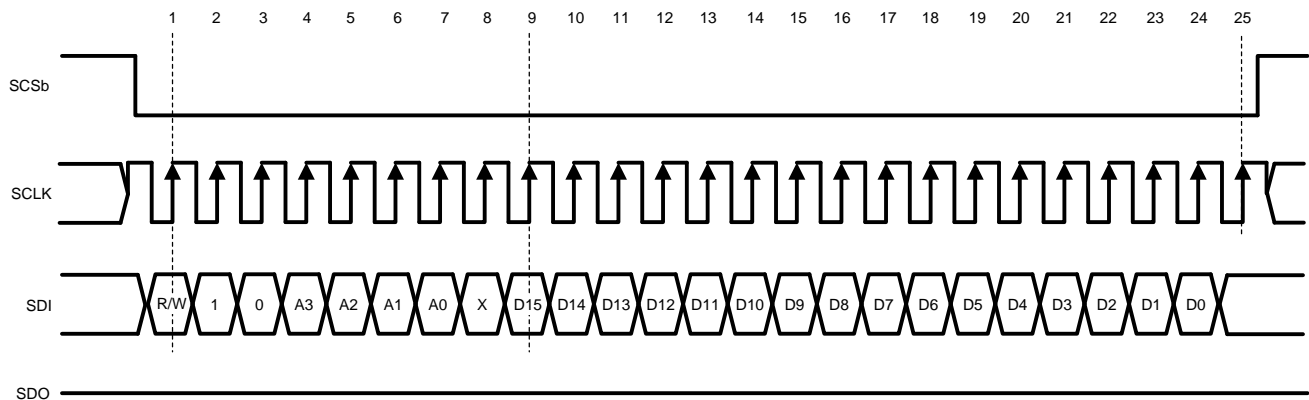 1 2 3 4 5 6 7 8 9 10 11 12 13 14 15 16 17 18 19 20 21 22 23 24 25
SCSb
SCLK
SDI R/W 1 0 A3 A2 A1 A0 X D15 D14 D13 D12 D11 D10 D9 D8 D7 D6 D5 D4 D3 D2 D1 D0
SDO